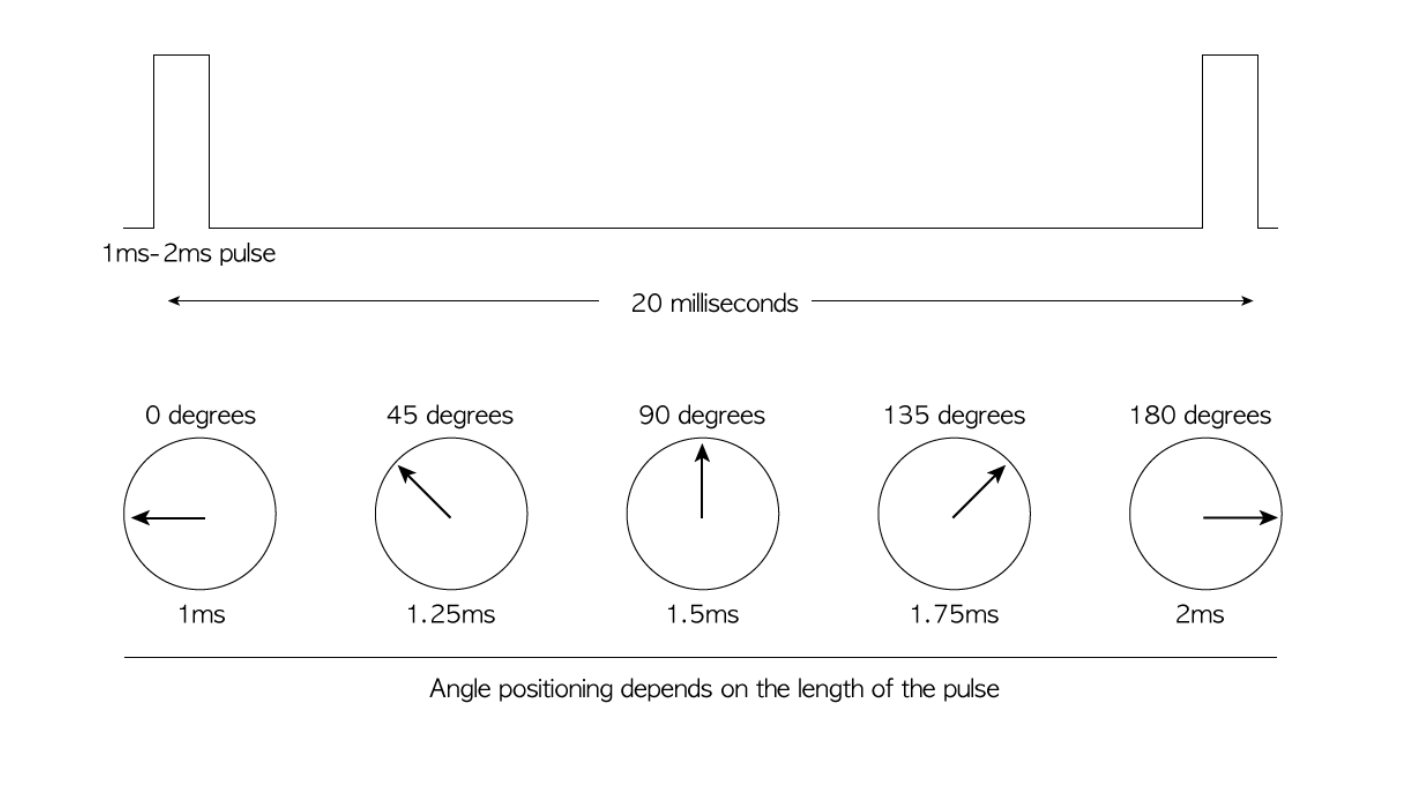 1ms-2ms pulse
20 milliseconds
0 degrees
45 degrees
90 degrees
135 degrees
180 degrees
1ms
1.25ms
1.5ms
1.75ms
2ms
Angle positioning depends on the length of the pulse